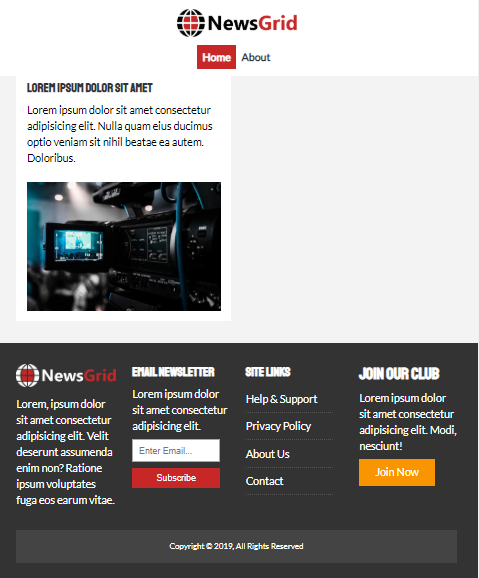 NewsGrid
Home About
LOREM IPSUM DOLOR SIT AMET
Lorem ipsum dolor sit amet consectetur
adipisicing elit. Nulla quam eius ducimus
optio veniam sit nihil beatae ea autem.
Doloribus.
NewsGrid
Lorem, ipsum dolor
sit amet consectetur
adipisicing elit. Velit
deserunt assumenda
enim non? Ratione
ipsum voluptates
fuga eos earum vitae.
EMAIL NEWSLETTER
Lorem ipsum dolor
sit amet consectetur
adipisicing elit.
Enter Email...
Subscribe
SITE LINKS
Help & Support
Privacy Policy
About Us
Contact
JOIN OUR CLUB
Lorem ipsum dolor
sit amet consectetur
adipisicing elit. Modi,
nesciunt!
Join Now
Copyright © 2019, All Rights Reserved